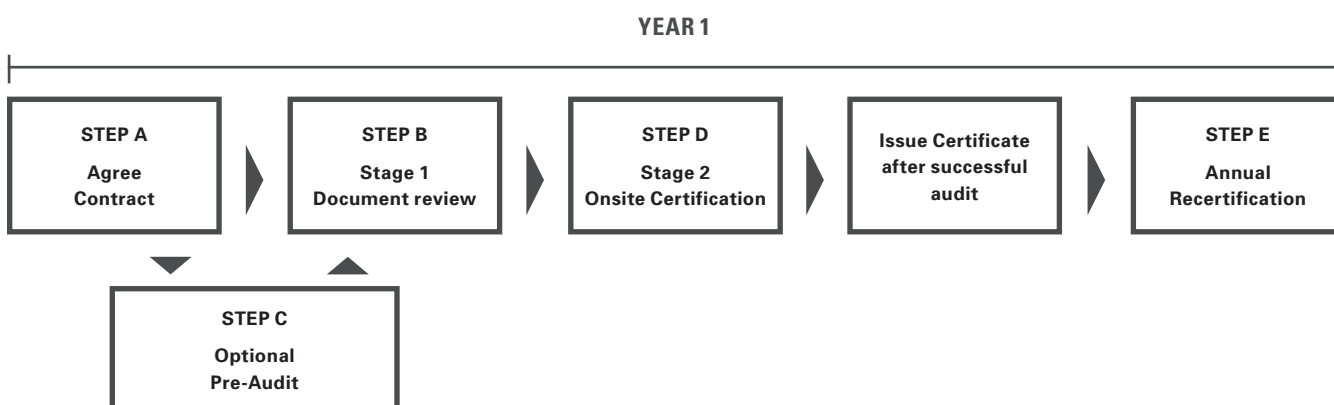 YEAR 1
STEP A
Agree
Contract
STEP B
Stage 1
Document review
STEP D
Stage 2
Onsite Certification
Issue Certificate
after successful
audit
STEP E
Annual
Recertification
STEP C
Optional
Pre-Audit